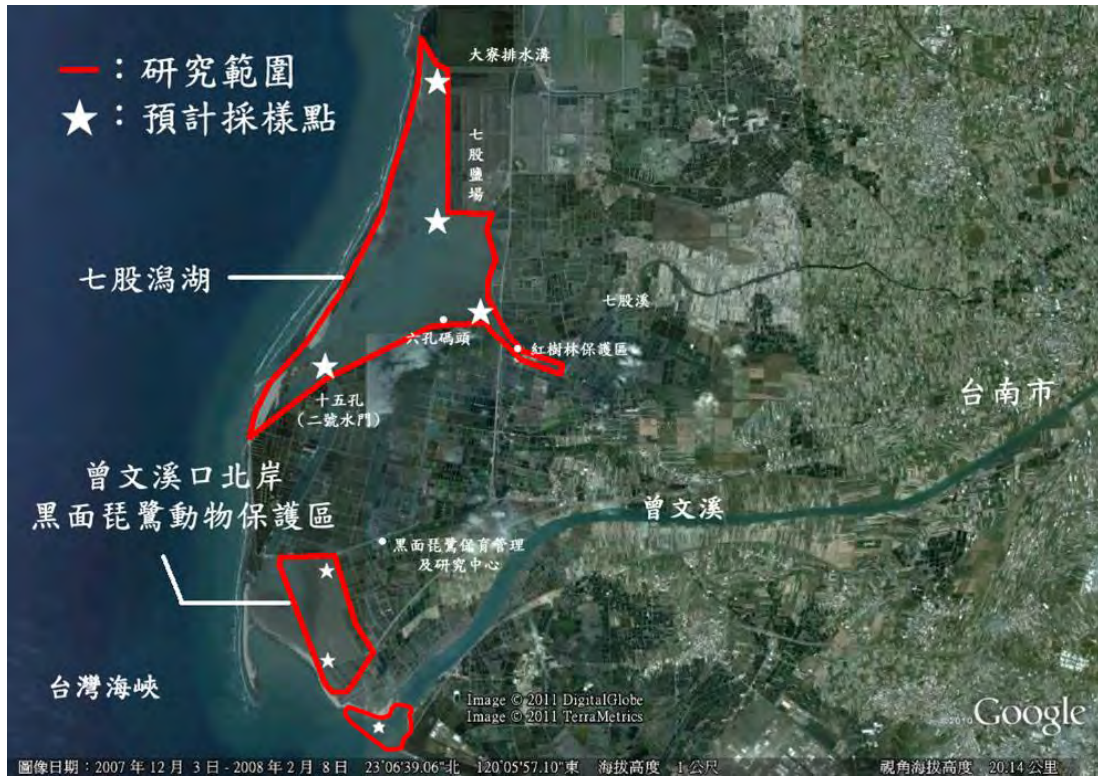 ━：研究範圍
★：預計採樣點
大寮排水溝
七股鹽場
七股潟湖
七股溪
六孔碼頭
紅樹林保護區
十五孔
(二號水門)
台南市
曾文溪口北岸
黑面琵鷺動物保護區
曾文溪
黑面琵鷺保育管理
及研究中心
台灣海峽
Image © 2011 DigitalGlobe
Image © 2011 TerraMetrics
©2010 Google
圖像日期：2007 年 12 月 3 日 - 2008 年 2 月 8 日 23°06'39.06"北 120°05'57.10"東 海拔高度 1 公尺 視角海拔高度 20.14 公里